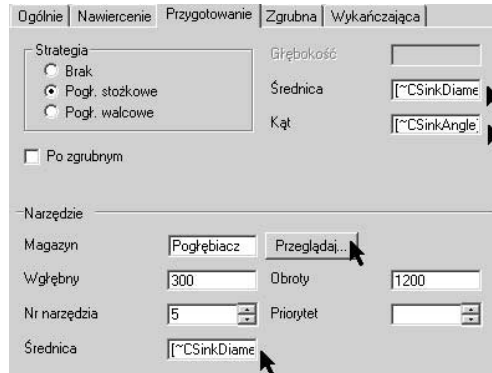 Ogólnie Nawiercenie Przygotowanie Zgrubna Wykańczająca
Strategia
Brak
Pogł. stożkowe
Pogł. walcowe
Po zgrubnym
Głębokość
Średnica [~CSinkDiame
Kąt [~CSinkAngle]
Narzędzie
Magazyn Pogłębiacz Przeglądaj...
Wgłębny 300 Obroty 1200
Nr narzędzia 5 Priorytet
Średnica [~CSinkDiame